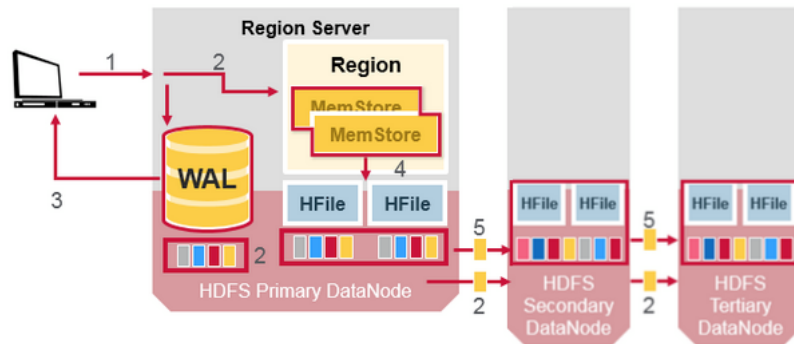 Region Server
1
2
Region
MemStore
MemStore
WAL
3
4
HFile
HFile
2
HDFS Primary DataNode
5
2
HFile
HFile
HDFS
Secondary
DataNode
5
2
HFile
HFile
HDFS
Tertiary
DataNode